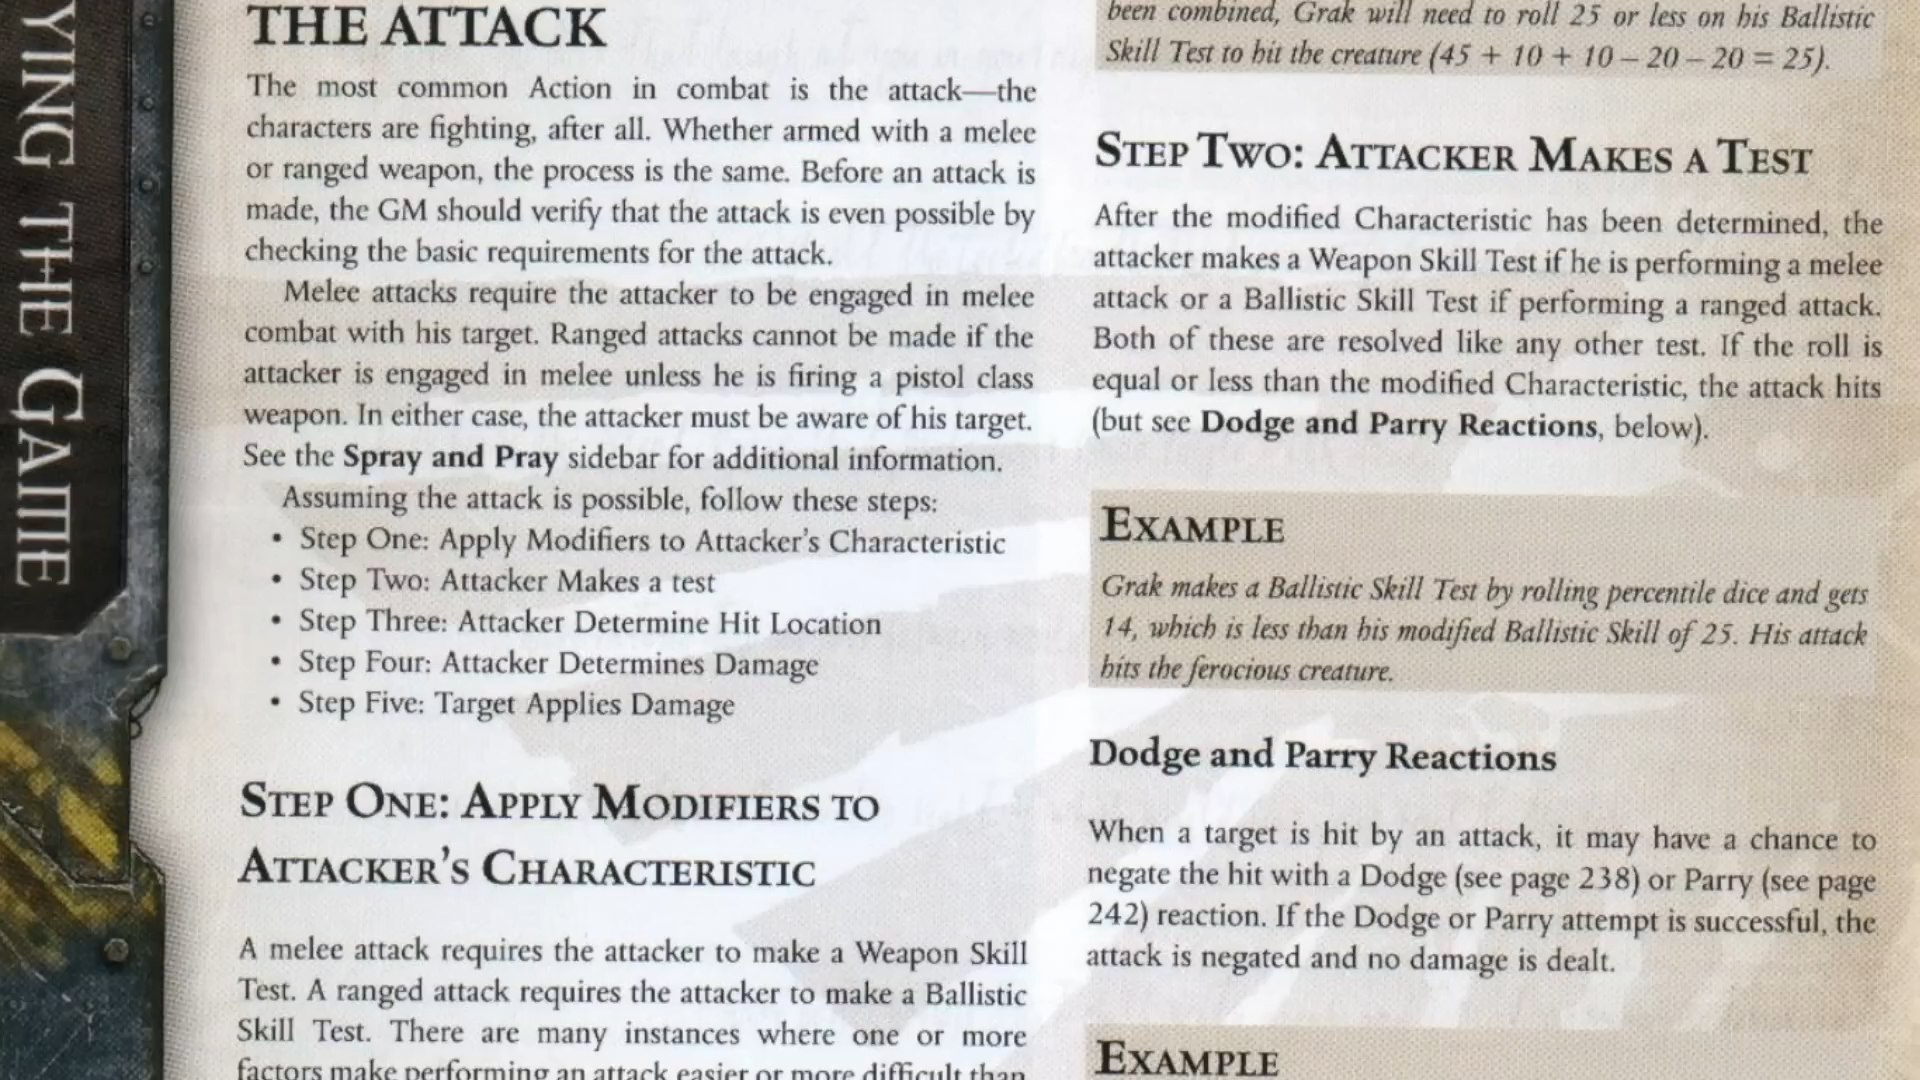 YING THE GAME
THE ATTACK
The most common Action in combat is the attack—the
characters are fighting, after all. Whether armed with a melee
or ranged weapon, the process is the same. Before an attack is
made, the GM should verify that the attack is even possible by
checking the basic requirements for the attack.
Melee attacks require the attacker to be engaged in melee
combat with his target. Ranged attacks cannot be made if the
attacker is engaged in melee unless he is firing a pistol class
weapon. In either case, the attacker must be aware of his target.
See the Spray and Pray sidebar for additional information.
Assuming the attack is possible, follow these steps:
• Step One: Apply Modifiers to Attacker's Characteristic
• Step Two: Attacker Makes a test
• Step Three: Attacker Determine Hit Location
• Step Four: Attacker Determines Damage
• Step Five: Target Applies Damage
STEP ONE: APPLY MODIFIERS TO
ATTACKER'S CHARACTERISTIC
A melee attack requires the attacker to make a Weapon Skill
Test. A ranged attack requires the attacker to make a Ballistic
Skill Test. There are many instances where one or more
factors make performing an attack easier or more difficult than
been combined, Grak will need to roll 25 or less on his Ballistic
Skill Test to hit the creature (45 + 10 + 10 – 20 – 20 = 25).
STEP TWO: ATTACKER MAKES A TEST
After the modified Characteristic has been determined, the
attacker makes a Weapon Skill Test if he is performing a melee
attack or a Ballistic Skill Test if performing a ranged attack.
Both of these are resolved like any other test. If the roll is
equal or less than the modified Characteristic, the attack hits
(but see Dodge and Parry Reactions, below).
EXAMPLE
Grak makes a Ballistic Skill Test by rolling percentile dice and gets
14, which is less than his modified Ballistic Skill of 25. His attack
hits the ferocious creature.
Dodge and Parry Reactions
When a target is hit by an attack, it may have a chance to
negate the hit with a Dodge (see page 238) or Parry (see page
242) reaction. If the Dodge or Parry attempt is successful, the
attack is negated and no damage is dealt.
EXAMPLE